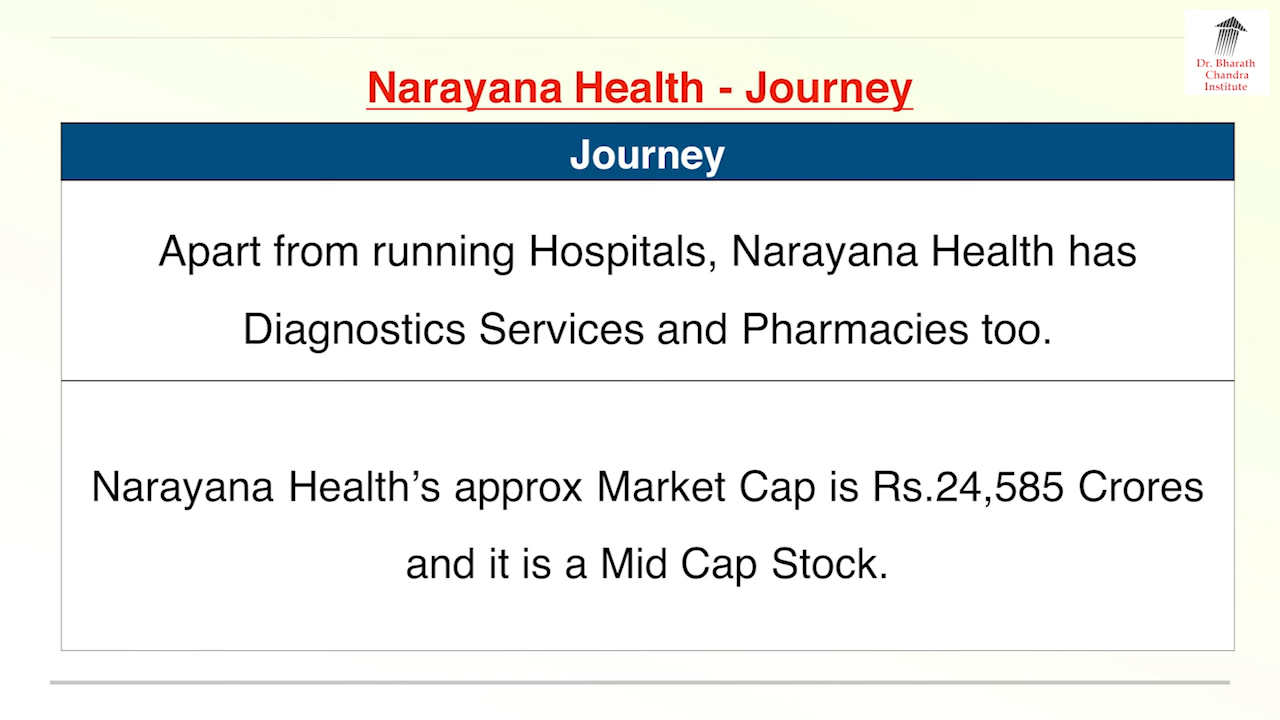 Dr. Bharath
Chandra
Institute
Narayana Health - Journey
Journey
Apart from running Hospitals, Narayana Health has
Diagnostics Services and Pharmacies too.
Narayana Health’s approx Market Cap is Rs.24,585 Crores
and it is a Mid Cap Stock.